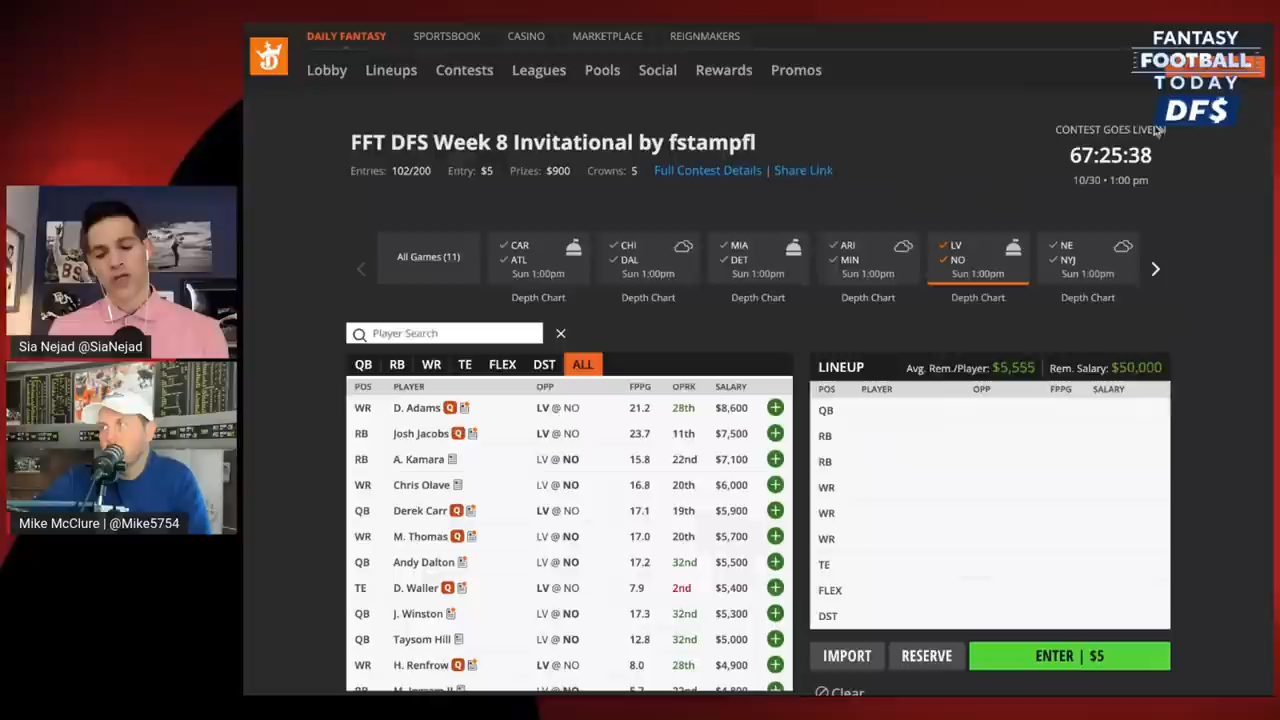 DAILY FANTASY SPORTSBOOK CASINO MARKETPLACE REIGNMAKERS
Lobby Lineups Contests Leagues Pools Social Rewards Promos
FANTASY
FOOTBALL
TODAY
DF$
FFT DFS Week 8 Invitational by fstampfl
Entries: 102/200 Entry: $5 Prizes: $900 Crowns: 5 Full Contest Details | Share Link
CONTEST GOES LIVE IN
67:25:38
10/30 • 1:00 pm
All Games (11)
CAR
ATL
Sun 1:00pm
Depth Chart
CHI
DAL
Sun 1:00pm
Depth Chart
MIA
DET
Sun 1:00pm
Depth Chart
ARI
MIN
Sun 1:00pm
Depth Chart
LV
NO
Sun 1:00pm
Depth Chart
NE
NYJ
Sun 1:00pm
Depth Chart
Player Search
QB RB WR TE FLEX DST ALL
POS PLAYER OPP FPPG OPRK SALARY
WR D. Adams Q LV @ NO 21.2 28th $8,600
RB Josh Jacobs Q LV @ NO 23.7 11th $7,500
RB A. Kamara LV @ NO 15.8 22nd $7,100
WR Chris Olave LV @ NO 16.8 20th $6,000
QB Derek Carr Q LV @ NO 17.1 19th $5,900
WR M. Thomas Q LV @ NO 17.0 20th $5,700
QB Andy Dalton LV @ NO 17.2 32nd $5,500
TE D. Waller Q LV @ NO 7.9 2nd $5,400
QB J. Winston LV @ NO 17.3 32nd $5,300
QB Taysom Hill LV @ NO 12.8 32nd $5,000
WR H. Renfrow Q LV @ NO 8.0 28th $4,900
RB M. Ingram II LV @ NO 5.7 22nd $4,800
LINEUP Avg. Rem./Player: $5,555 Rem. Salary: $50,000
POS PLAYER OPP FPPG SALARY
QB
RB
RB
WR
WR
WR
TE
FLEX
DST
IMPORT RESERVE ENTER | $5
Clear
85
Sia Nejad @SiaNejad
Mike McClure | @Mike5754